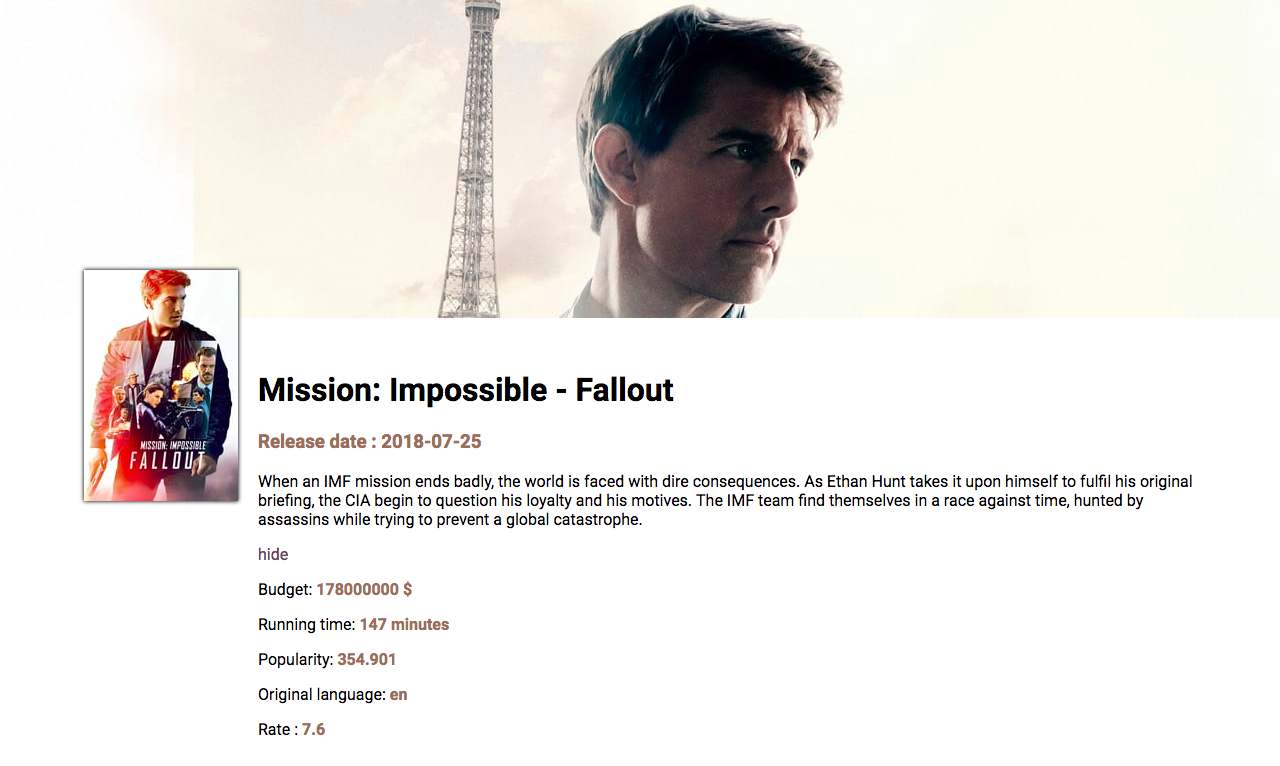 MISSION: IMPOSSIBLE
FALLOUT
Mission: Impossible - Fallout
Release date : 2018-07-25
When an IMF mission ends badly, the world is faced with dire consequences. As Ethan Hunt takes it upon himself to fulfil his original
briefing, the CIA begin to question his loyalty and his motives. The IMF team find themselves in a race against time, hunted by
assassins while trying to prevent a global catastrophe.
hide
Budget: 178000000 $
Running time: 147 minutes
Popularity: 354.901
Original language: en
Rate : 7.6